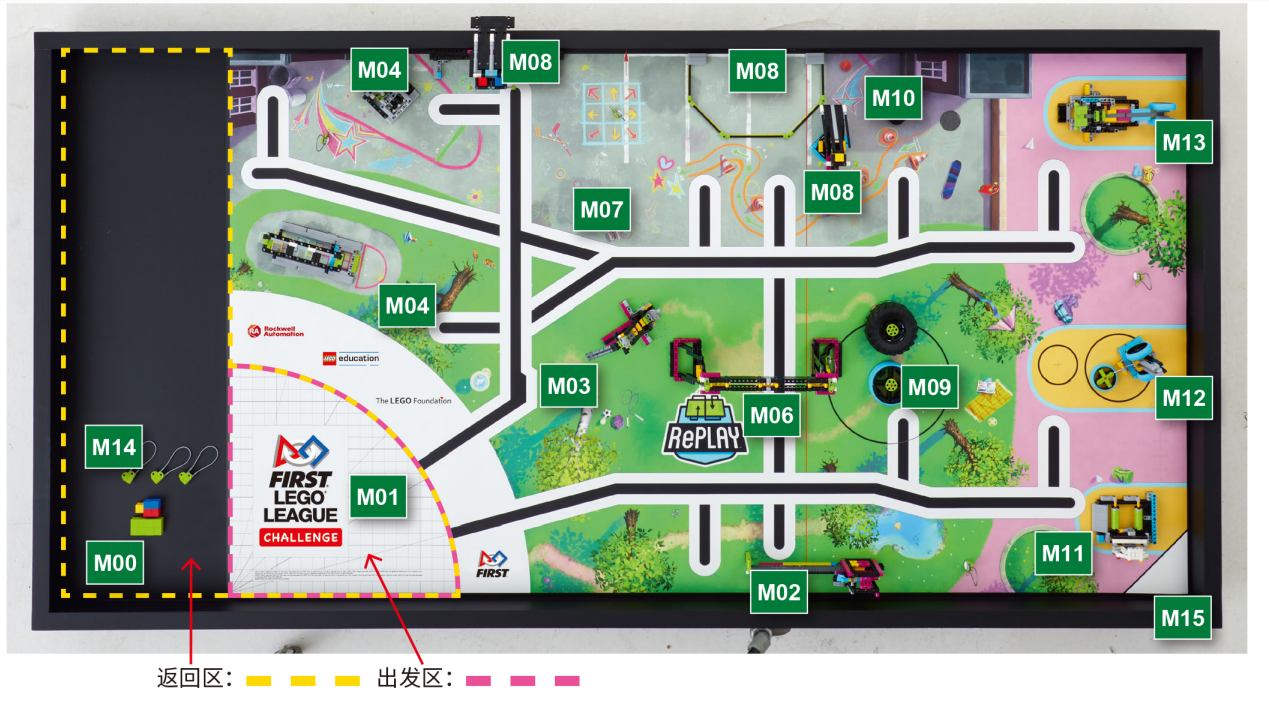 M04
M08
M08
M10
M13
M08
M07
M04
Rockwell
Automation
LEGO education
The LEGO Foundation
M03
M06
M09
M12
RePLAY
M14
FIRST
LEGO
LEAGUE
CHALLENGE
M01
M00
FIRST
M02
M11
M15
返回区：
出发区：